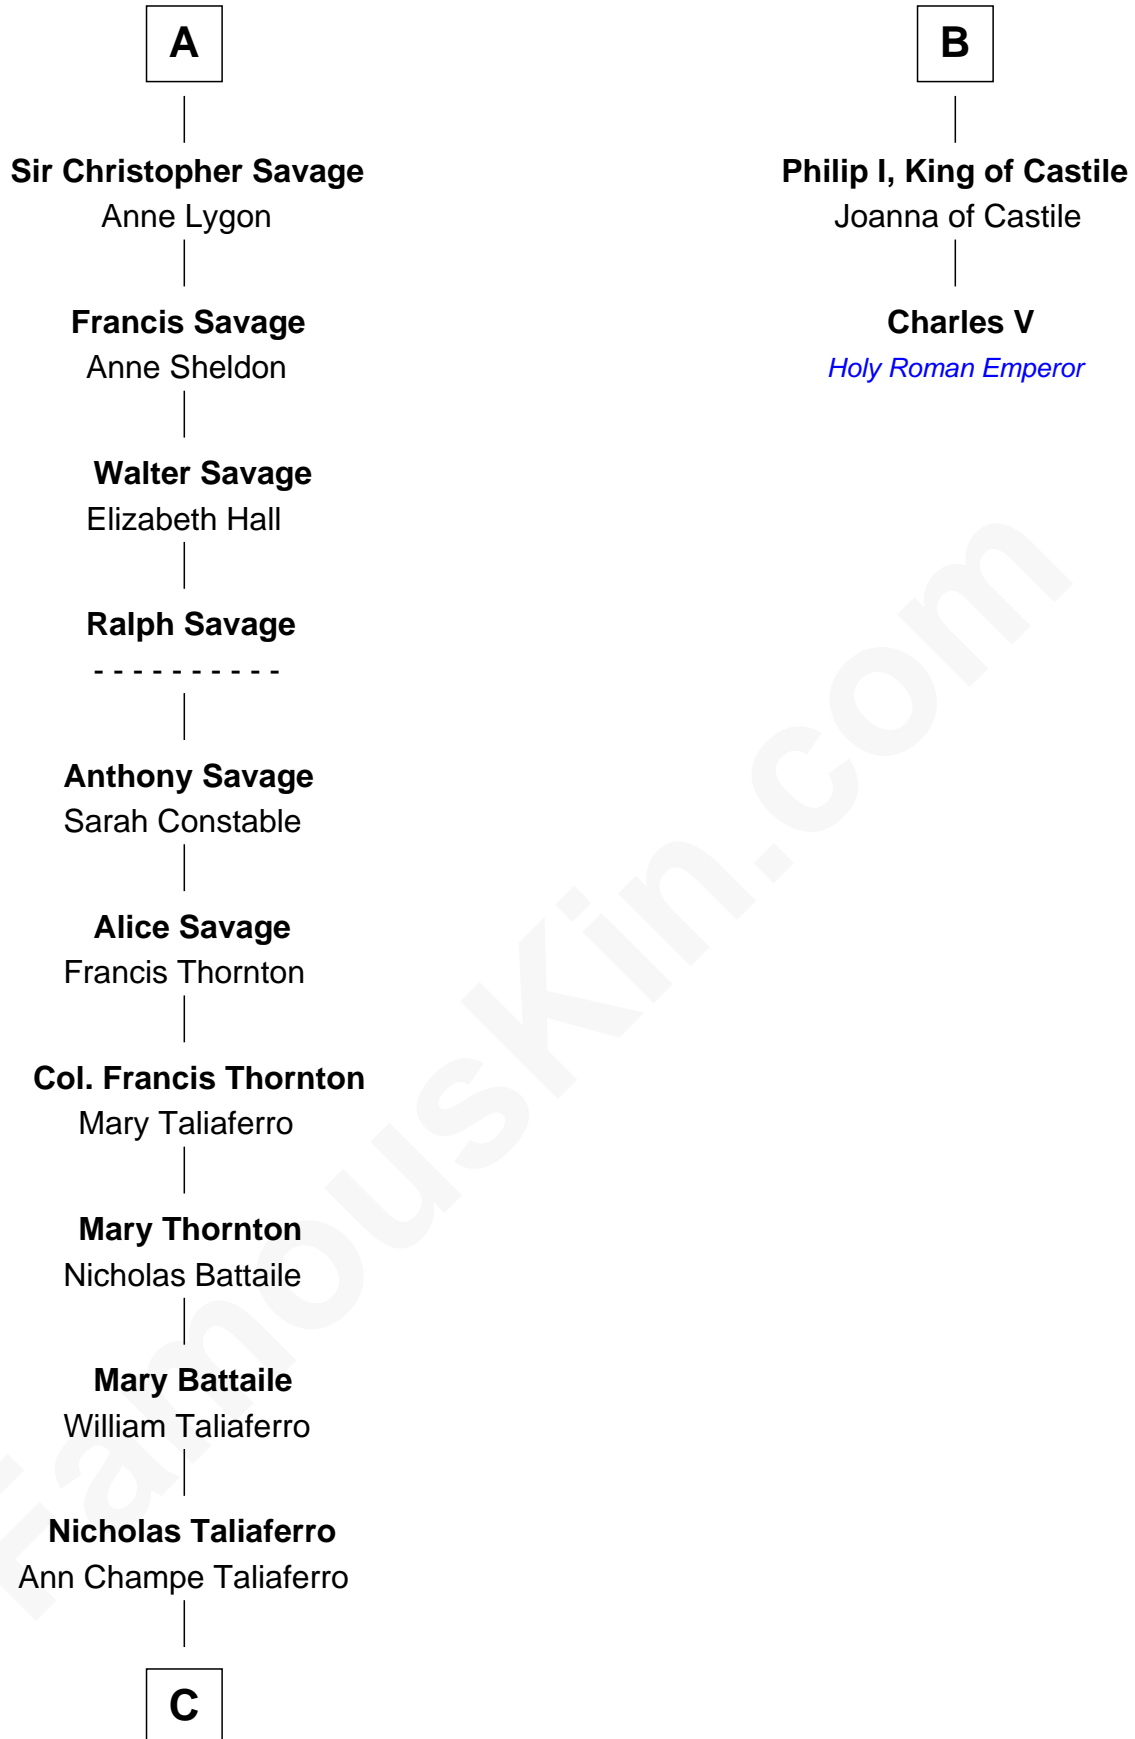 A
Sir Christopher Savage
Anne Lygon
Francis Savage
Anne Sheldon
Walter Savage
Elizabeth Hall
Ralph Savage
- - - - - - - - - -
Anthony Savage
Sarah Constable
Alice Savage
Francis Thornton
Col. Francis Thornton
Mary Taliaferro
Mary Thornton
Nicholas Battaile
Mary Battaile
William Taliaferro
Nicholas Taliaferro
Ann Champe Taliaferro
C
B
Philip I, King of Castile
Joanna of Castile
Charles V
Holy Roman Emperor
FamousKin.com